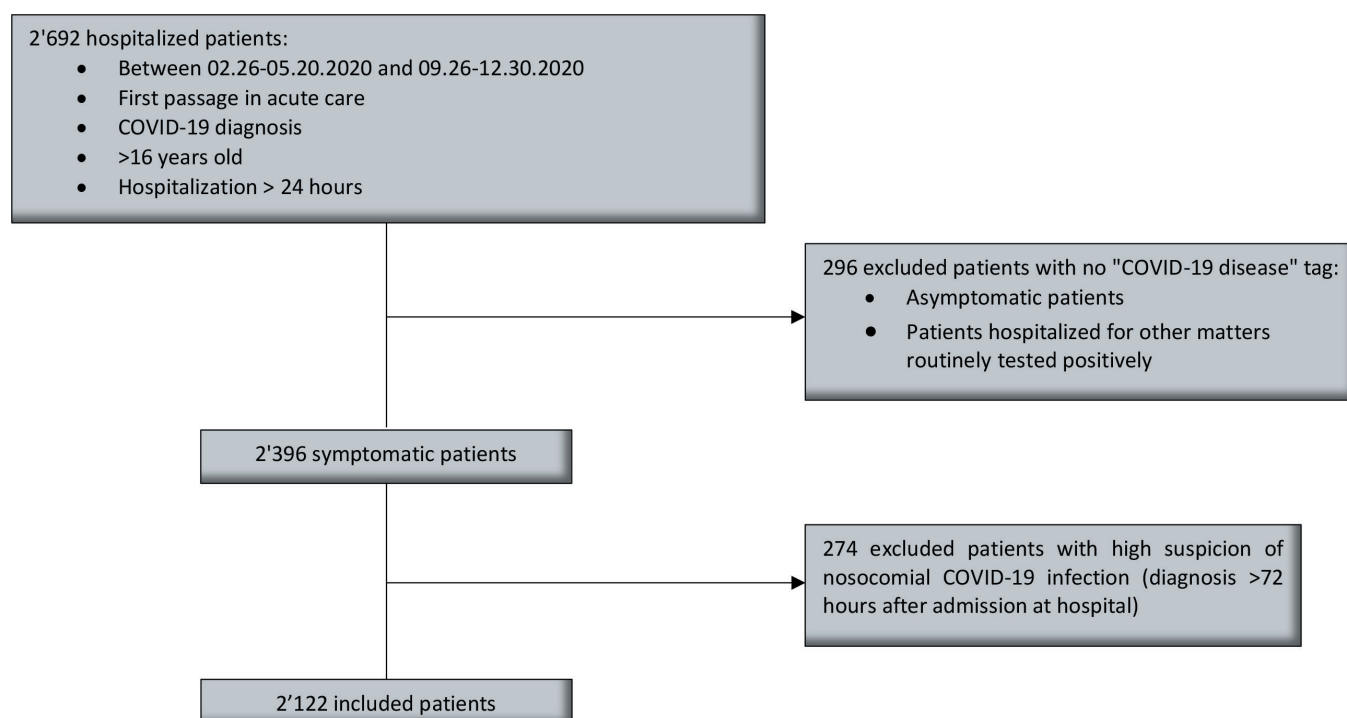 2'692 hospitalized patients:
• Between 02.26-05.20.2020 and 09.26-12.30.2020
• First passage in acute care
• COVID-19 diagnosis
• >16 years old
• Hospitalization > 24 hours
296 excluded patients with no "COVID-19 disease" tag:
• Asymptomatic patients
• Patients hospitalized for other matters
routinely tested positively
2'396 symptomatic patients
274 excluded patients with high suspicion of
nosocomial COVID-19 infection (diagnosis >72
hours after admission at hospital)
2’122 included patients